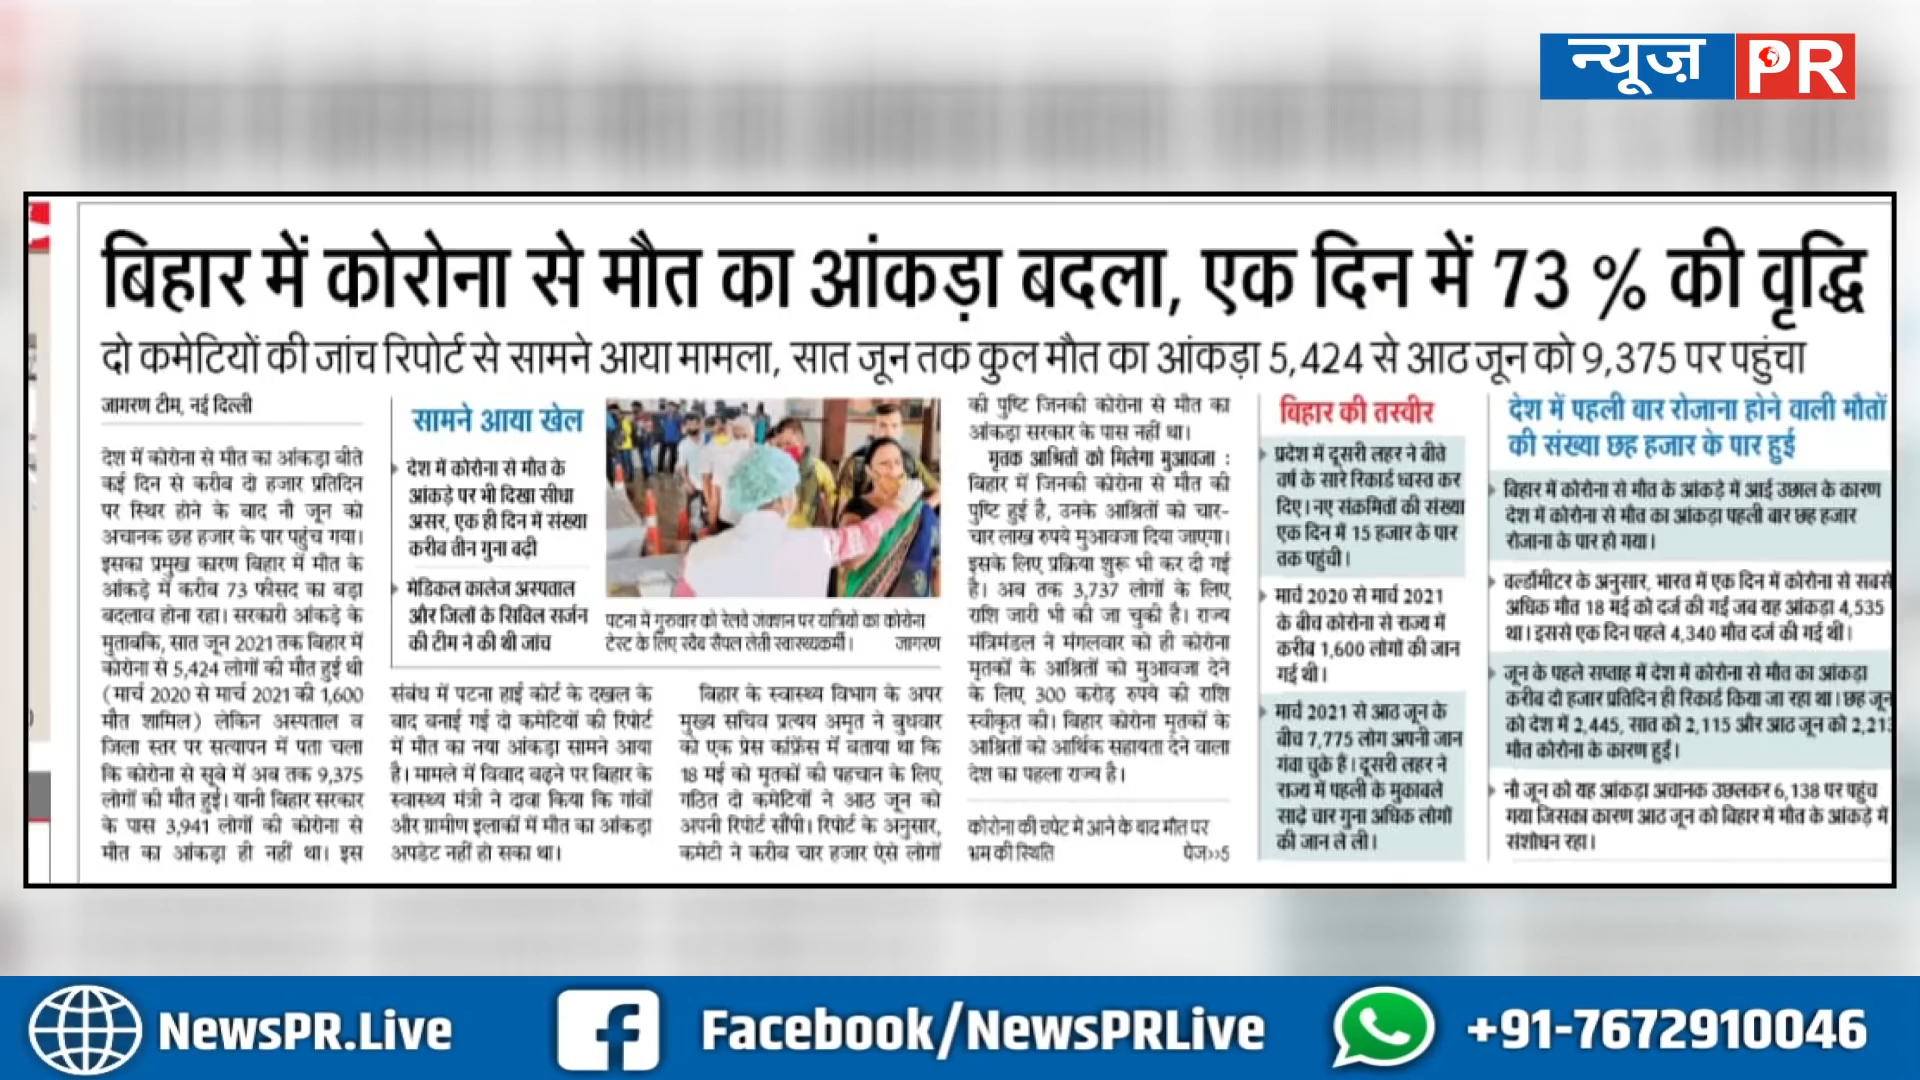 न्यूज़ PR
बिहार में कोरोना से मौत का आंकड़ा बदला, एक दिन में 73 % की वृद्धि
दो कमेटियों की जांच रिपोर्ट से सामने आया मामला, सात जून तक कुल मौत का आंकड़ा 5,424 से आठ जून को 9,375 पर पहुंचा
जागरण टीम, नई दिल्ली
देश में कोरोना से मौत का आंकड़ा बीते
कई दिन से करीब दो हजार प्रतिदिन
पर स्थिर होने के बाद नौ जून को
अचानक छह हजार के पार पहुंच गया।
इसका प्रमुख कारण बिहार में मौत के
आंकड़े में करीब 73 फीसद का बड़ा
बदलाव होना रहा। सरकारी आंकड़े के
मुताबकि, सात जून 2021 तक बिहार में
कोरोना से 5,424 लोगों की मौत हुई थी
(मार्च 2020 से मार्च 2021 की 1,600
मौत शामिल) लेकिन अस्पताल व
जिला स्तर पर सत्यापन में पता चला
कि कोरोना से सूबे में अब तक 9,375
लोगों की मौत हुई। यानी बिहार सरकार
के पास 3,941 लोगों की कोरोना से
मौत का आंकड़ा ही नहीं था। इस
सामने आया खेल
देश में कोरोना से मौत के
आंकड़े पर भी दिखा सीधा
असर, एक ही दिन में संख्या
करीब तीन गुना बढ़ी
मेडिकल कालेज अस्पताल
और जिलों के सिविल सर्जन
की टीम ने की थी जांच
पटना में गुरुवार को रेलवे जंक्शन पर यात्रियों का कोरोना
टेस्ट के लिए स्वैब सैंपल लेती स्वास्थ्यकर्मी। जागरण
संबंध में पटना हाई कोर्ट के दखल के
बाद बनाई गई दो कमेटियों की रिपोर्ट
में मौत का नया आंकड़ा सामने आया
है। मामले में विवाद बढ़ने पर बिहार के
स्वास्थ्य मंत्री ने दावा किया कि गांवों
और ग्रामीण इलाकों में मौत का आंकड़ा
अपडेट नहीं हो सका था।
बिहार के स्वास्थ्य विभाग के अपर
मुख्य सचिव प्रत्यय अमृत ने बुधवार
को एक प्रेस कांफ्रेंस में बताया था कि
18 मई को मृतकों की पहचान के लिए
गठित दो कमेटियों ने आठ जून को
अपनी रिपोर्ट सौंपी। रिपोर्ट के अनुसार,
कमेटी ने करीब चार हजार ऐसे लोगों
की पुष्टि जिनकी कोरोना से मौत का
आंकड़ा सरकार के पास नहीं था।
मृतक आश्रितों को मिलेगा मुआवजा :
बिहार में जिनकी कोरोना से मौत की
पुष्टि हुई है, उनके आश्रितों को चार-
चार लाख रुपये मुआवजा दिया जाएगा।
इसके लिए प्रक्रिया शुरू भी कर दी गई
है। अब तक 3,737 लोगों के लिए
राशि जारी भी की जा चुकी है। राज्य
मंत्रिमंडल ने मंगलवार को ही कोरोना
मृतकों के आश्रितों को मुआवजा देने
के लिए 300 करोड़ रुपये की राशि
स्वीकृत की। बिहार कोरोना मृतकों के
आश्रितों को आर्थिक सहायता देने वाला
देश का पहला राज्य है।
कोरोना की चपेट में आने के बाद मौत पर
भ्रम की स्थिति पेज>>5
बिहार की तस्वीर
प्रदेश में दूसरी लहर ने बीते
वर्ष के सारे रिकार्ड ध्वस्त कर
दिए। नए संक्रमितों की संख्या
एक दिन में 15 हजार के पार
तक पहुंची।
मार्च 2020 से मार्च 2021
के बीच कोरोना से राज्य में
करीब 1,600 लोगों की जान
गई थी।
मार्च 2021 से आठ जून के
बीच 7,775 लोग अपनी जान
गंवा चुके हैं। दूसरी लहर ने
राज्य में पहली के मुकाबले
साढ़े चार गुना अधिक लोगों
की जान ले ली।
देश में पहली बार रोजाना होने वाली मौतों
की संख्या छह हजार के पार हुई
बिहार में कोरोना से मौत के आंकड़े में आई उछाल के कारण
देश में कोरोना से मौत का आंकड़ा पहली बार छह हजार
रोजाना के पार हो गया।
वर्ल्डोमीटर के अनुसार, भारत में एक दिन में कोरोना से सबसे
अधिक मौत 18 मई को दर्ज की गई जब यह आंकड़ा 4,535
था। इससे एक दिन पहले 4,340 मौत दर्ज की गई थी।
जून के पहले सप्ताह में देश में कोरोना से मौत का आंकड़ा
करीब दो हजार प्रतिदिन ही रिकार्ड किया जा रहा था। छह जून
को देश में 2,445, सात को 2,115 और आठ जून को 2,213
मौत कोरोना के कारण हुई।
नौ जून को यह आंकड़ा अचानक उछलकर 6,138 पर पहुंच
गया जिसका कारण आठ जून को बिहार में मौत के आंकड़े में
संशोधन रहा।
NewsPR.Live
Facebook/NewsPRLive
+91-7672910046